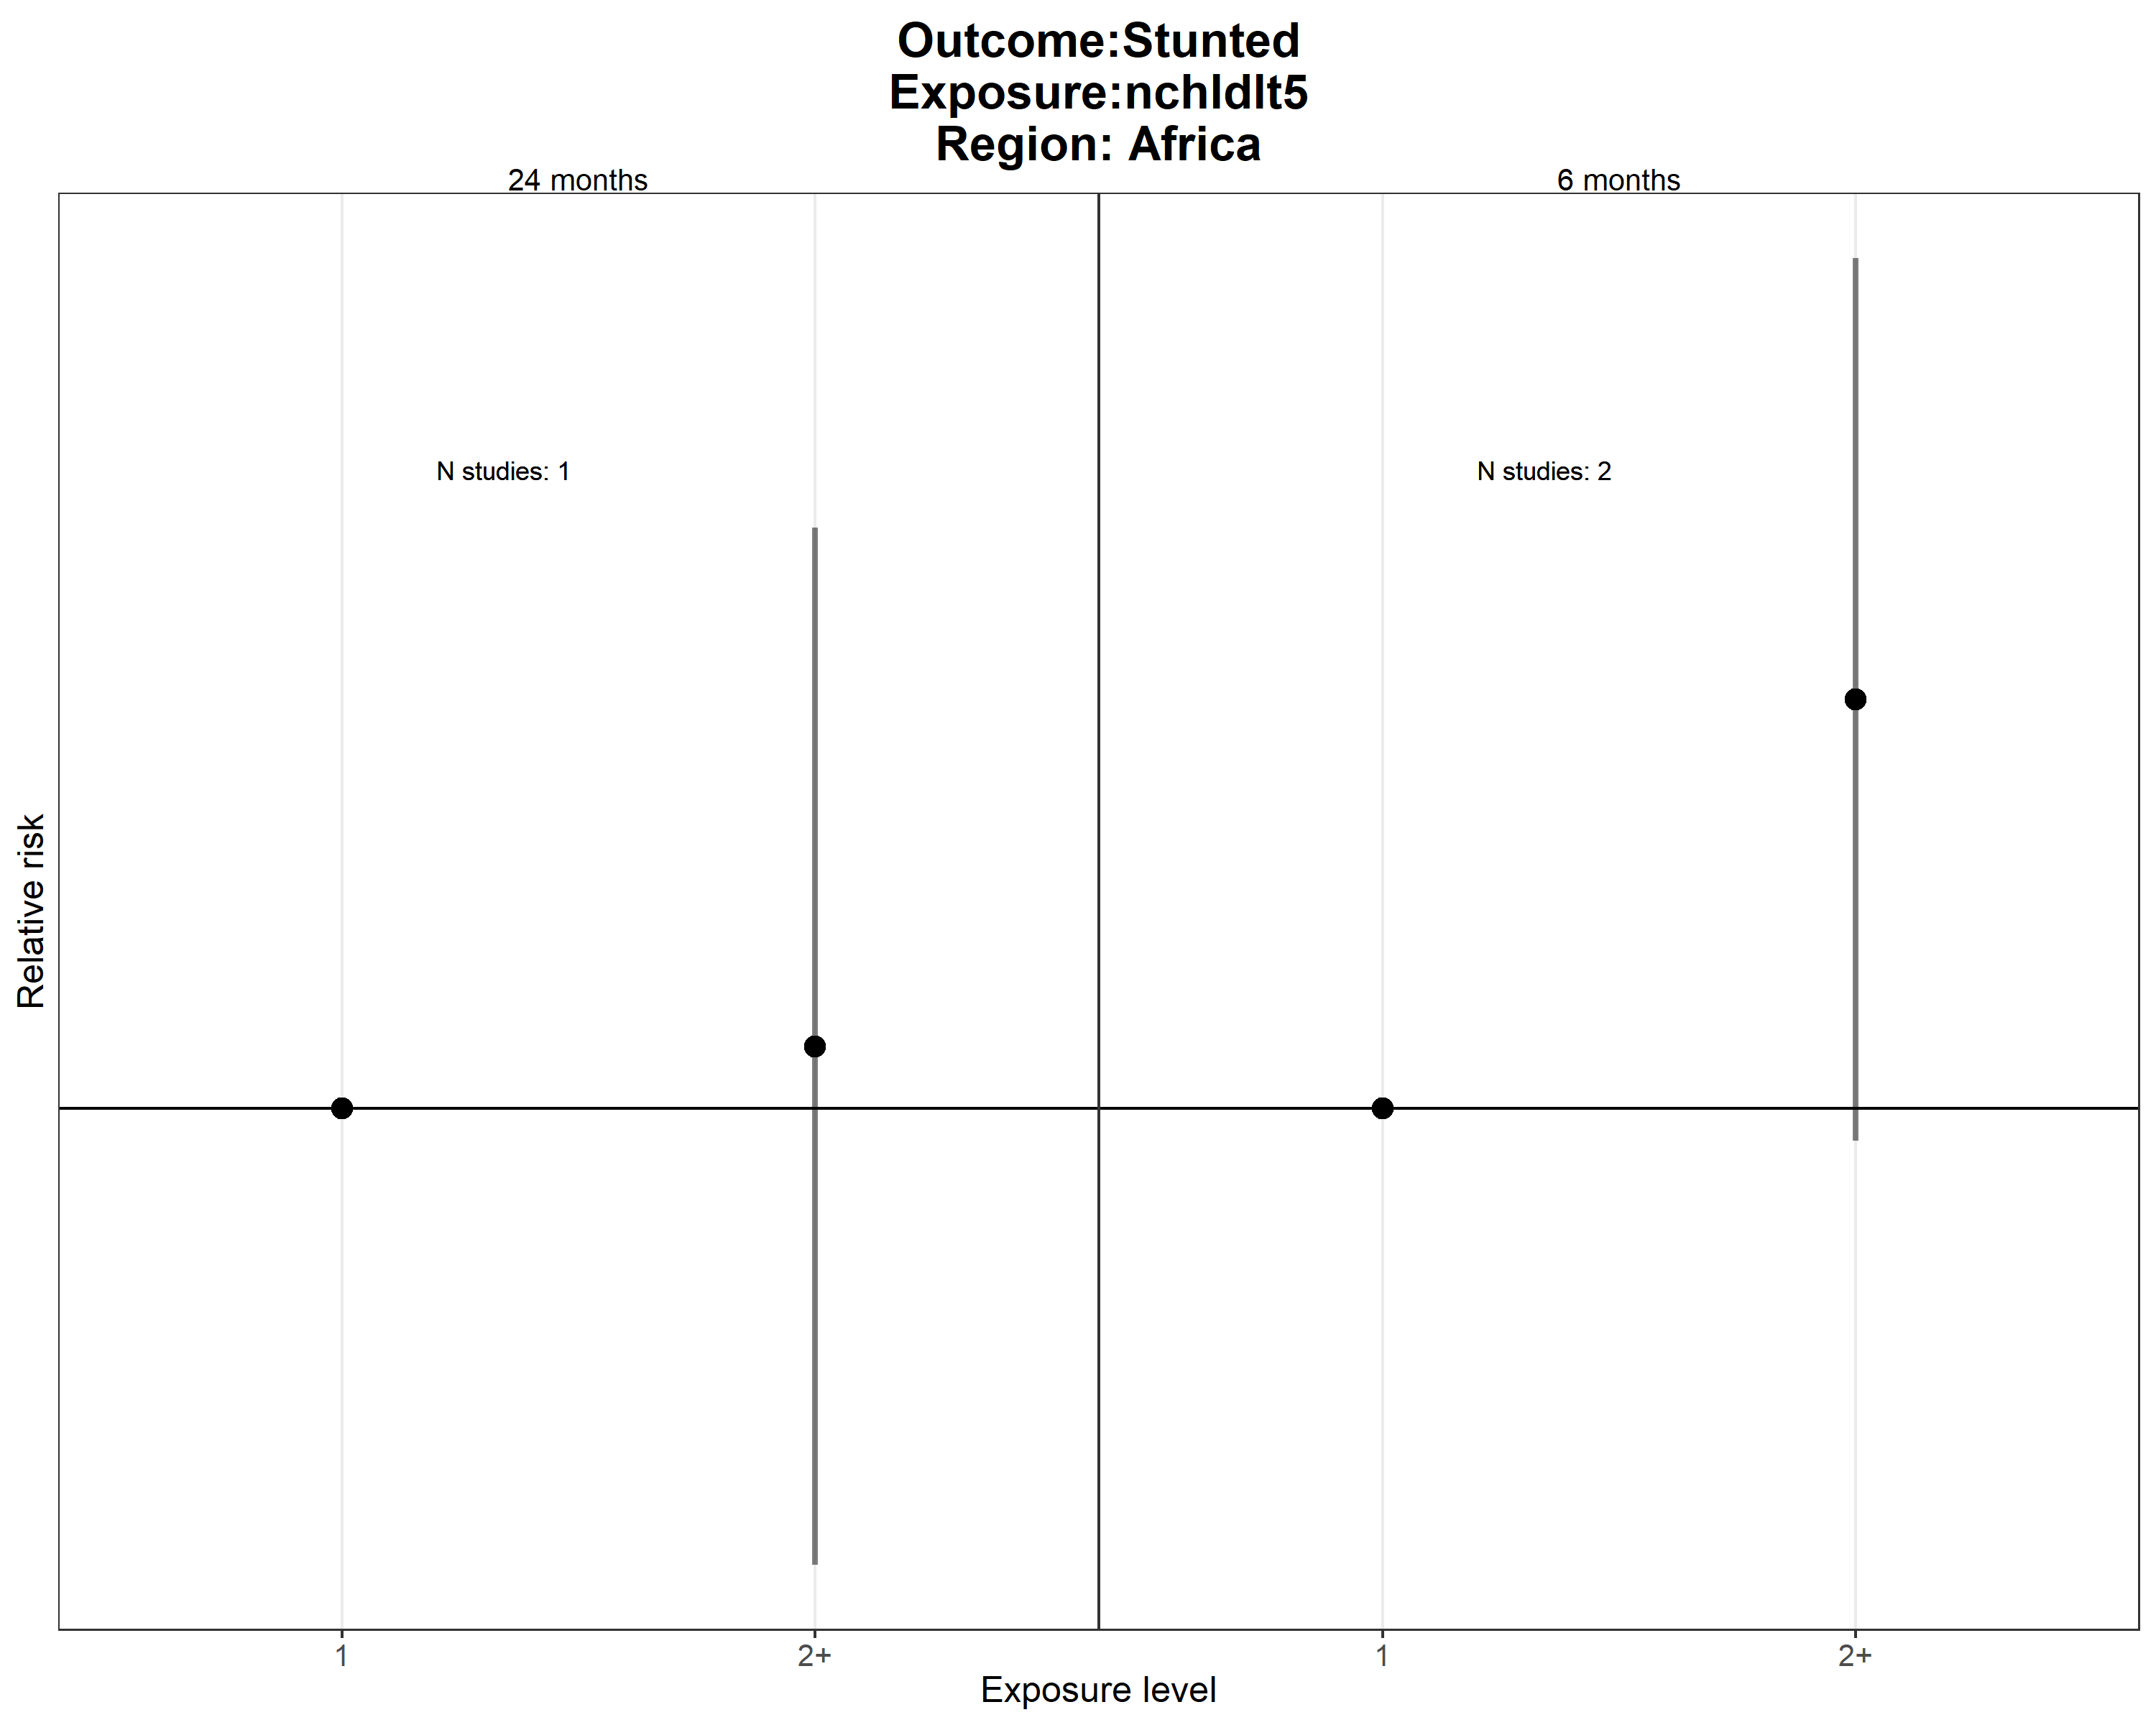 Outcome:Stunted
Exposure:nchldlt5
Region: Africa
24 months
6 months
N studies: 1
N studies: 2
Relative risk
1
2+
1
2+
Exposure level